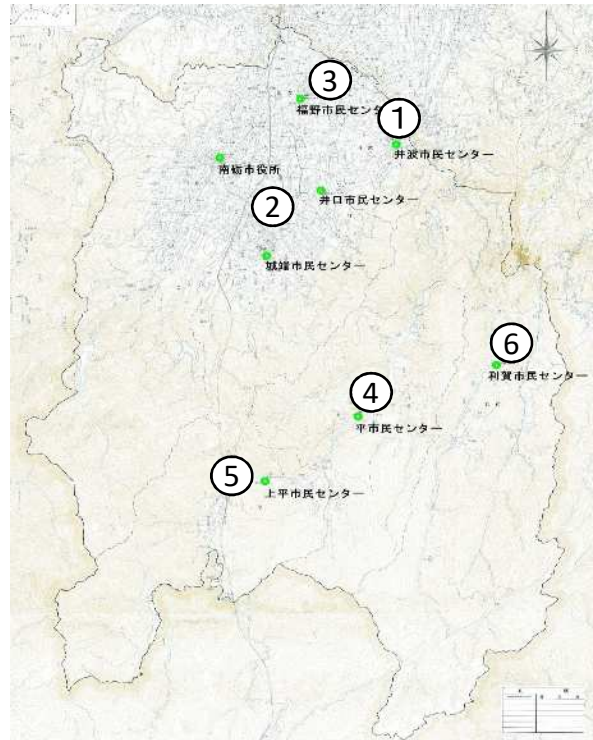 ③
福野市民センター
①
井波市民センター
南砺市役所
井口市民センター
②
城端市民センター
⑥
利賀市民センター
④
平市民センター
⑤
上平市民センター